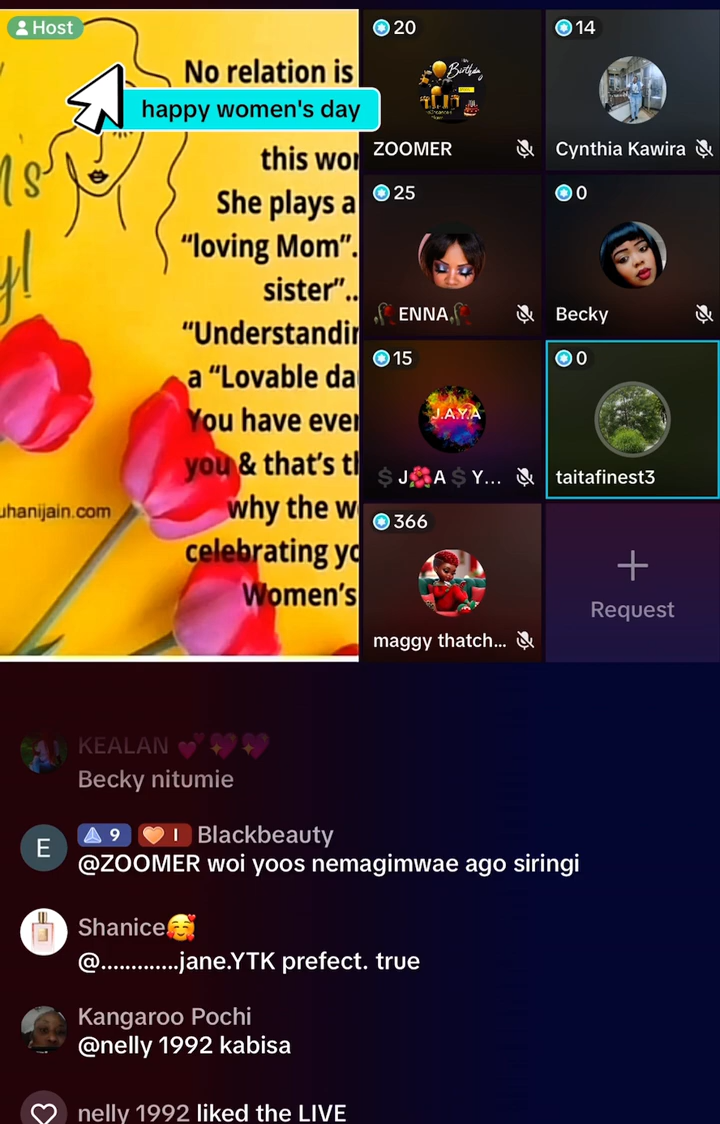 Host
No relation is
happy women's day
n's
this wor
She plays a
“loving Mom”.
y!
sister”..
“Understandin
a “Lovable da
You have ever
you & that’s th
uhanijain.com
why the w
celebrating yo
Women’s
20
Birthday
ZOOMER
14
Cynthia Kawira
25
🥀ENNA🥀
0
Becky
15
J.A.Y.A
$ J🌺A $ Y...
0
taitafinest3
366
maggy thatch...
Request
KEALAN 💕💖💖
Becky nitumie
E
9 I Blackbeauty
@ZOOMER woi yoos nemagimwae ago siringi
Shanice🥰
@.............jane.YTK prefect. true
Kangaroo Pochi
@nelly 1992 kabisa
nelly 1992 liked the LIVE